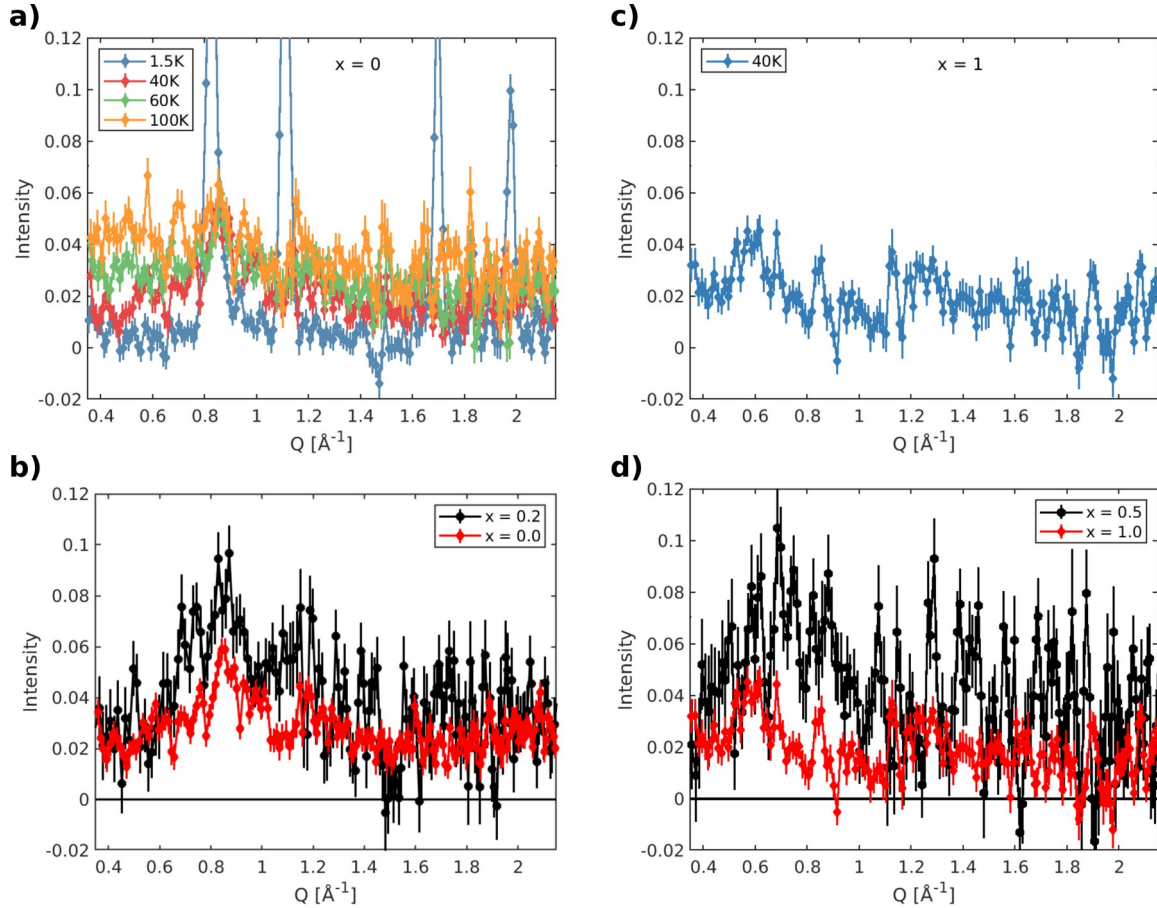 a)
0.12
0.1
0.08
0.06
0.04
0.02
0
-0.02
Intensity
1.5K
40K
60K
100K
x = 0
0.4 0.6 0.8 1 1.2 1.4 1.6 1.8 2
Q [Å⁻¹]
c)
0.12
0.1
0.08
0.06
0.04
0.02
0
-0.02
Intensity
40K
x = 1
0.4 0.6 0.8 1 1.2 1.4 1.6 1.8 2
Q [Å⁻¹]
b)
0.12
0.1
0.08
0.06
0.04
0.02
0
-0.02
Intensity
x = 0.2
x = 0.0
0.4 0.6 0.8 1 1.2 1.4 1.6 1.8 2
Q [Å⁻¹]
d)
0.12
0.1
0.08
0.06
0.04
0.02
0
-0.02
Intensity
x = 0.5
x = 1.0
0.4 0.6 0.8 1 1.2 1.4 1.6 1.8 2
Q [Å⁻¹]